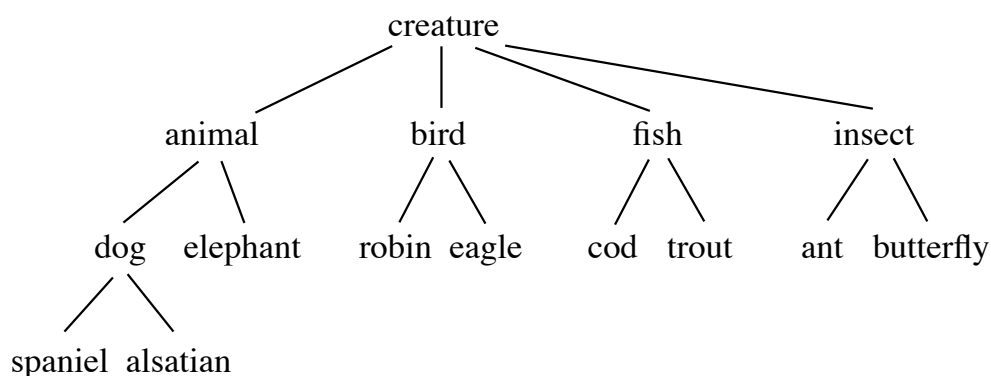 creature
animal bird fish insect
dog elephant robin eagle cod trout ant butterfly
spaniel alsatian